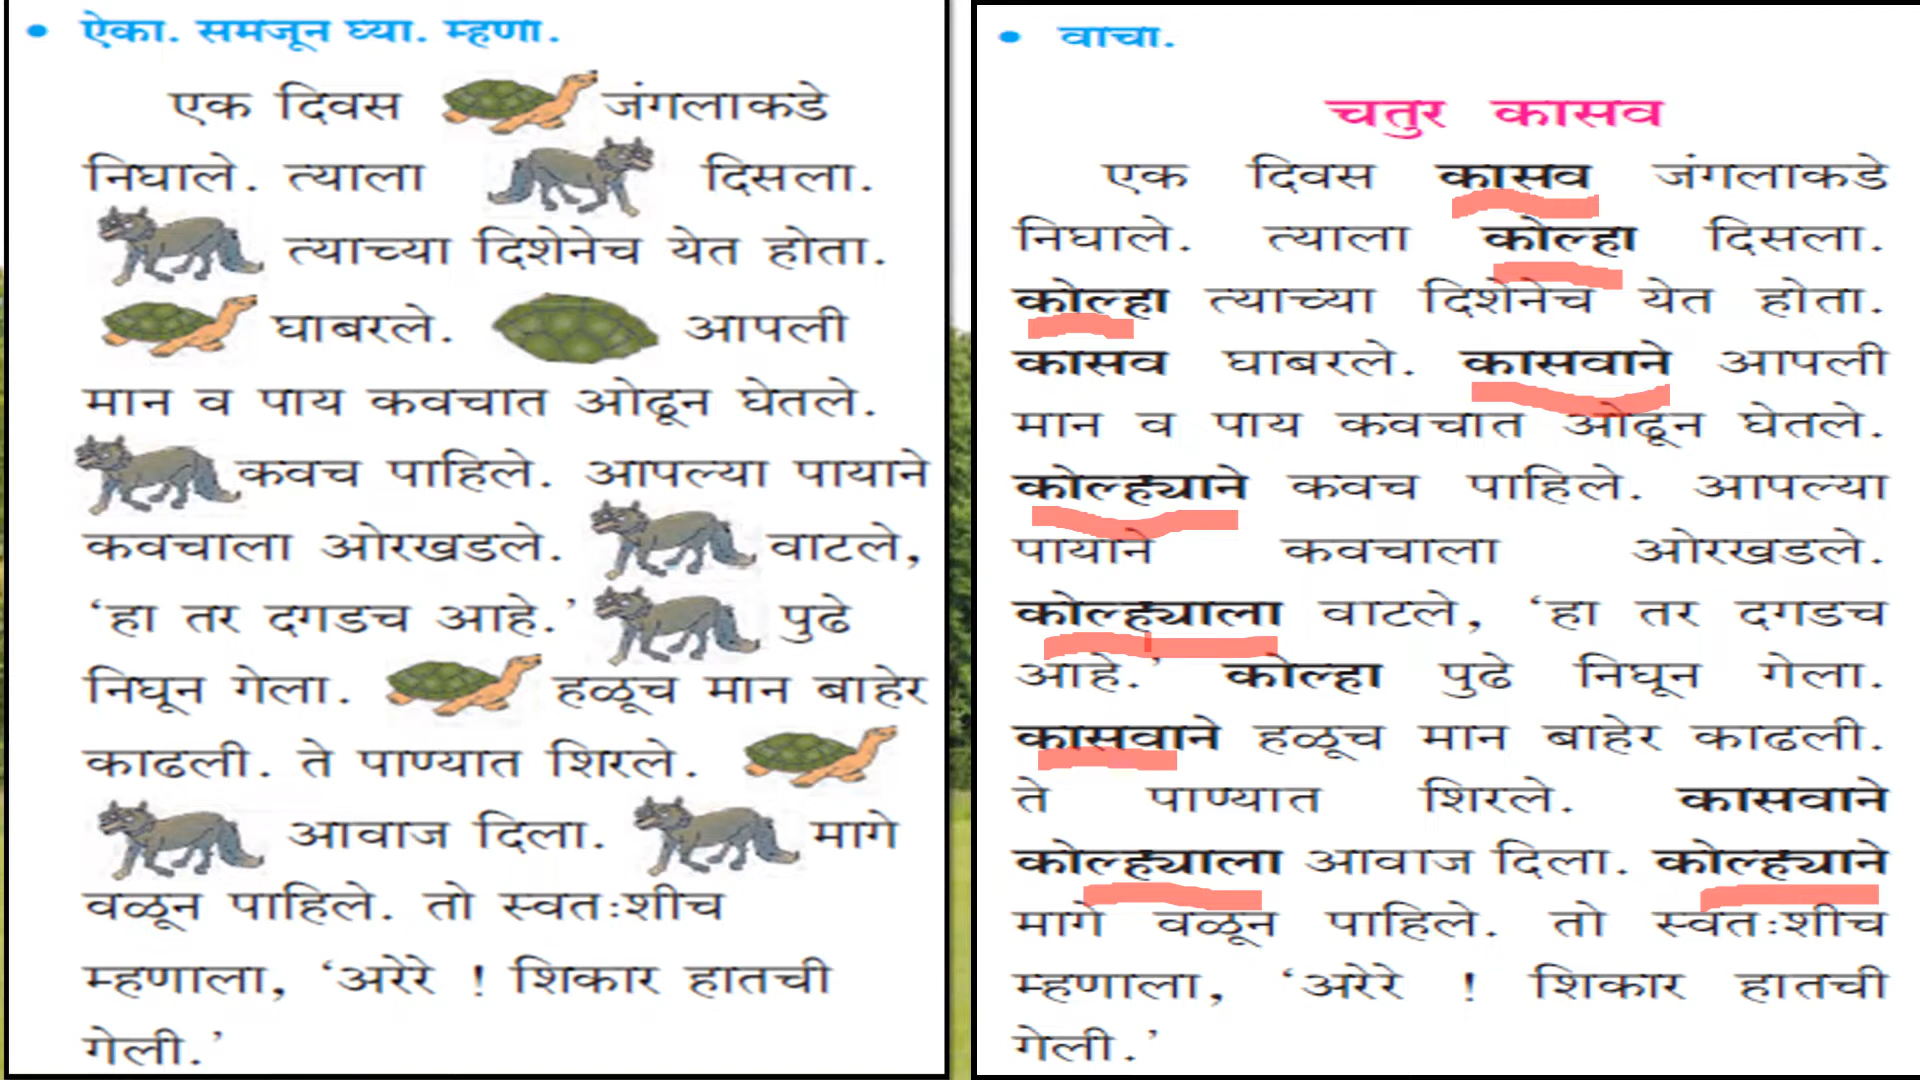 • ऐका. समजून घ्या. म्हणा.
एक दिवस जंगलाकडे
निघाले. त्याला दिसला.
त्याच्या दिशेनेच येत होता.
घाबरले. आपली
मान व पाय कवचात ओढून घेतले.
कवच पाहिले. आपल्या पायाने
कवचाला ओरखडले. वाटले,
‘हा तर दगडच आहे.’ पुढे
निघून गेला. हळूच मान बाहेर
काढली. ते पाण्यात शिरले.
आवाज दिला. मागे
वळून पाहिले. तो स्वतःशीच
म्हणाला, ‘अरेरे ! शिकार हातची
गेली.’
• वाचा.
चतुर कासव
एक दिवस कासव जंगलाकडे
निघाले. त्याला कोल्हा दिसला.
कोल्हा त्याच्या दिशेनेच येत होता.
कासव घाबरले. कासवाने आपली
मान व पाय कवचात ओढून घेतले.
कोल्ह्याने कवच पाहिले. आपल्या
पायाने कवचाला ओरखडले.
कोल्ह्याला वाटले, ‘हा तर दगडच
आहे.’ कोल्हा पुढे निघून गेला.
कासवाने हळूच मान बाहेर काढली.
ते पाण्यात शिरले. कासवाने
कोल्ह्याला आवाज दिला. कोल्ह्याने
मागे वळून पाहिले. तो स्वतःशीच
म्हणाला, ‘अरेरे ! शिकार हातची
गेली.’